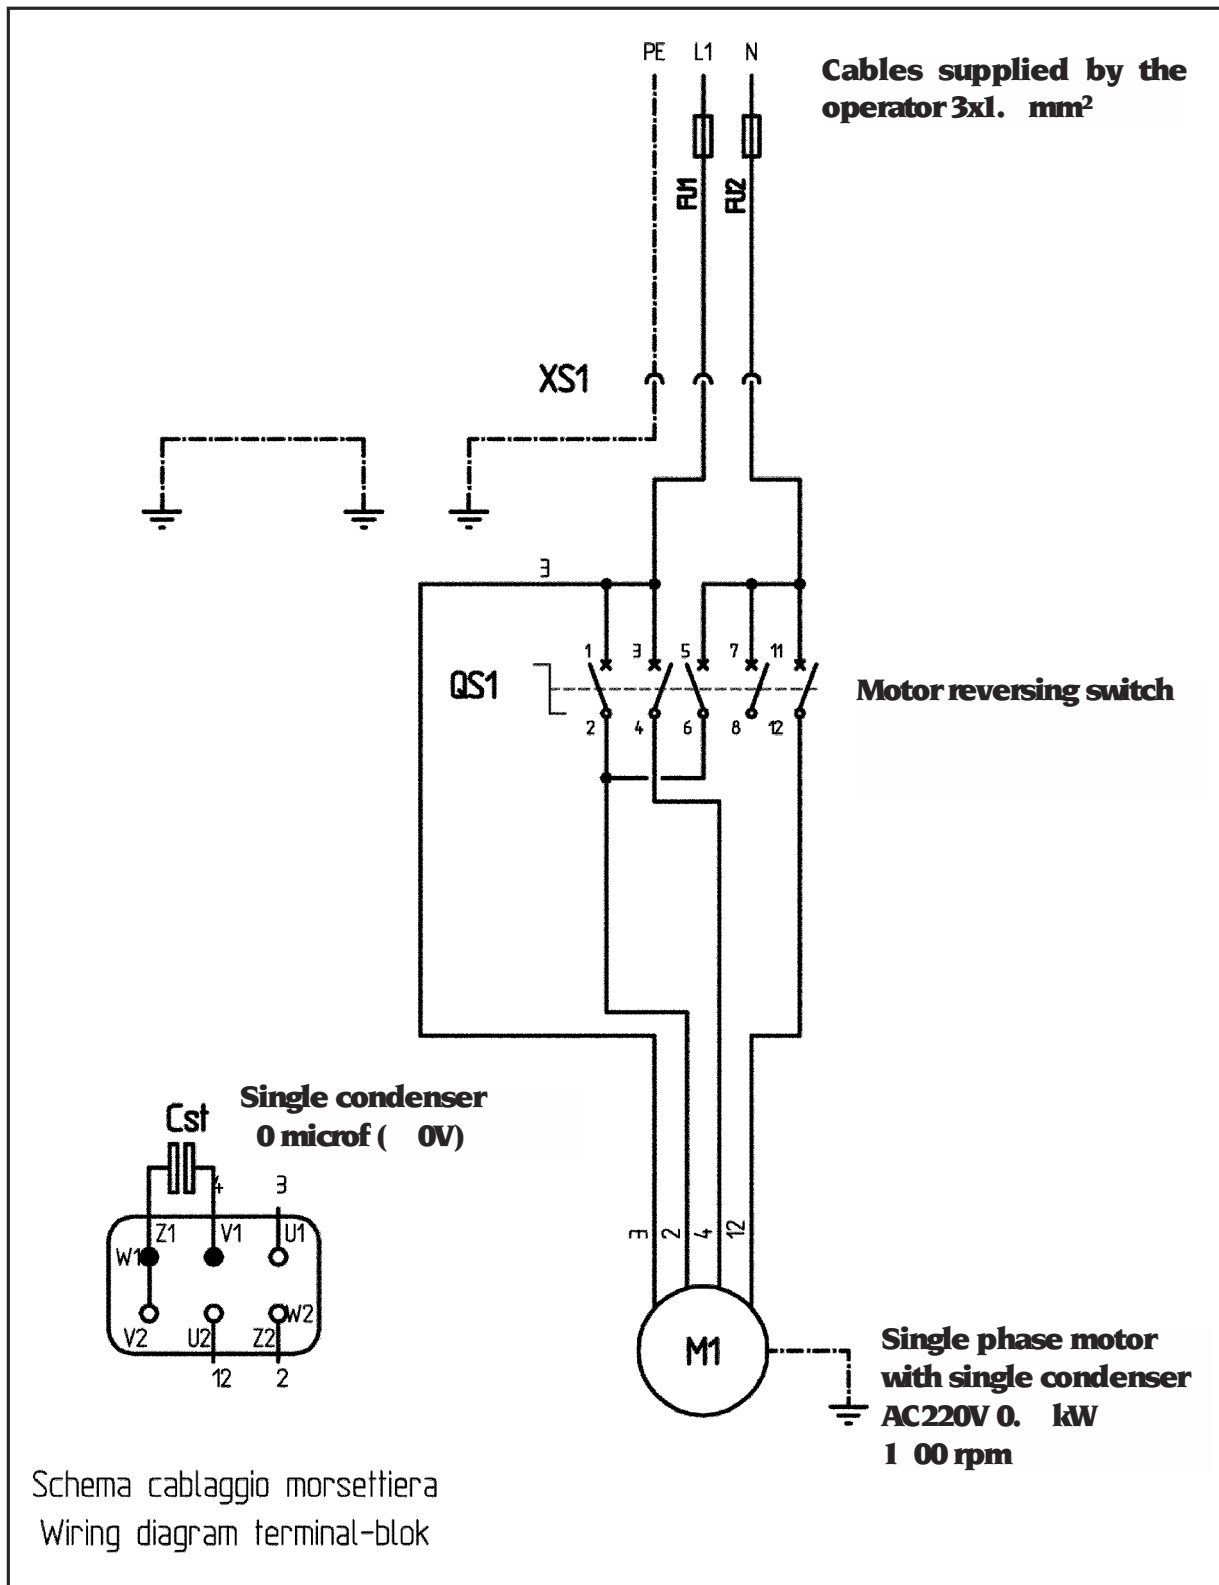 PE L1 N
Cables supplied by the
operator 3x1. mm²
FU1 FU2
XS1
3
1 3 5 7 11
QS1
Motor reversing switch
2 4 6 8 12
Single condenser
0 microf ( 0V)
Cst
4 3
Z1 V1 U1
W1
W2
V2 U2 Z2
12 2
3 2 4 12
M1
Single phase motor
with single condenser
AC220V 0. kW
1 00 rpm
Schema cablaggio morsettiera
Wiring diagram terminal-blok